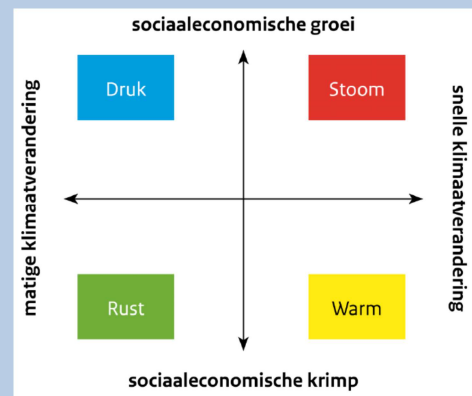 sociaaleconomische groei
Druk
Stoom
matige klimaatverandering
snelle klimaatverandering
Rust
Warm
sociaaleconomische krimp